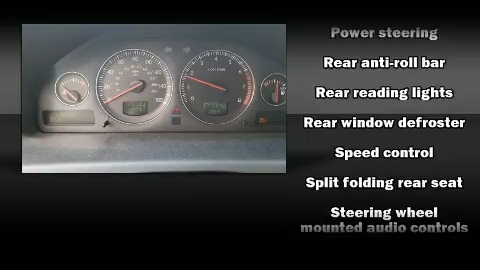 Power steering
Rear anti-roll bar
Rear reading lights
Rear window defroster
Speed control
Split folding rear seat
Steering wheel
mounted audio controls